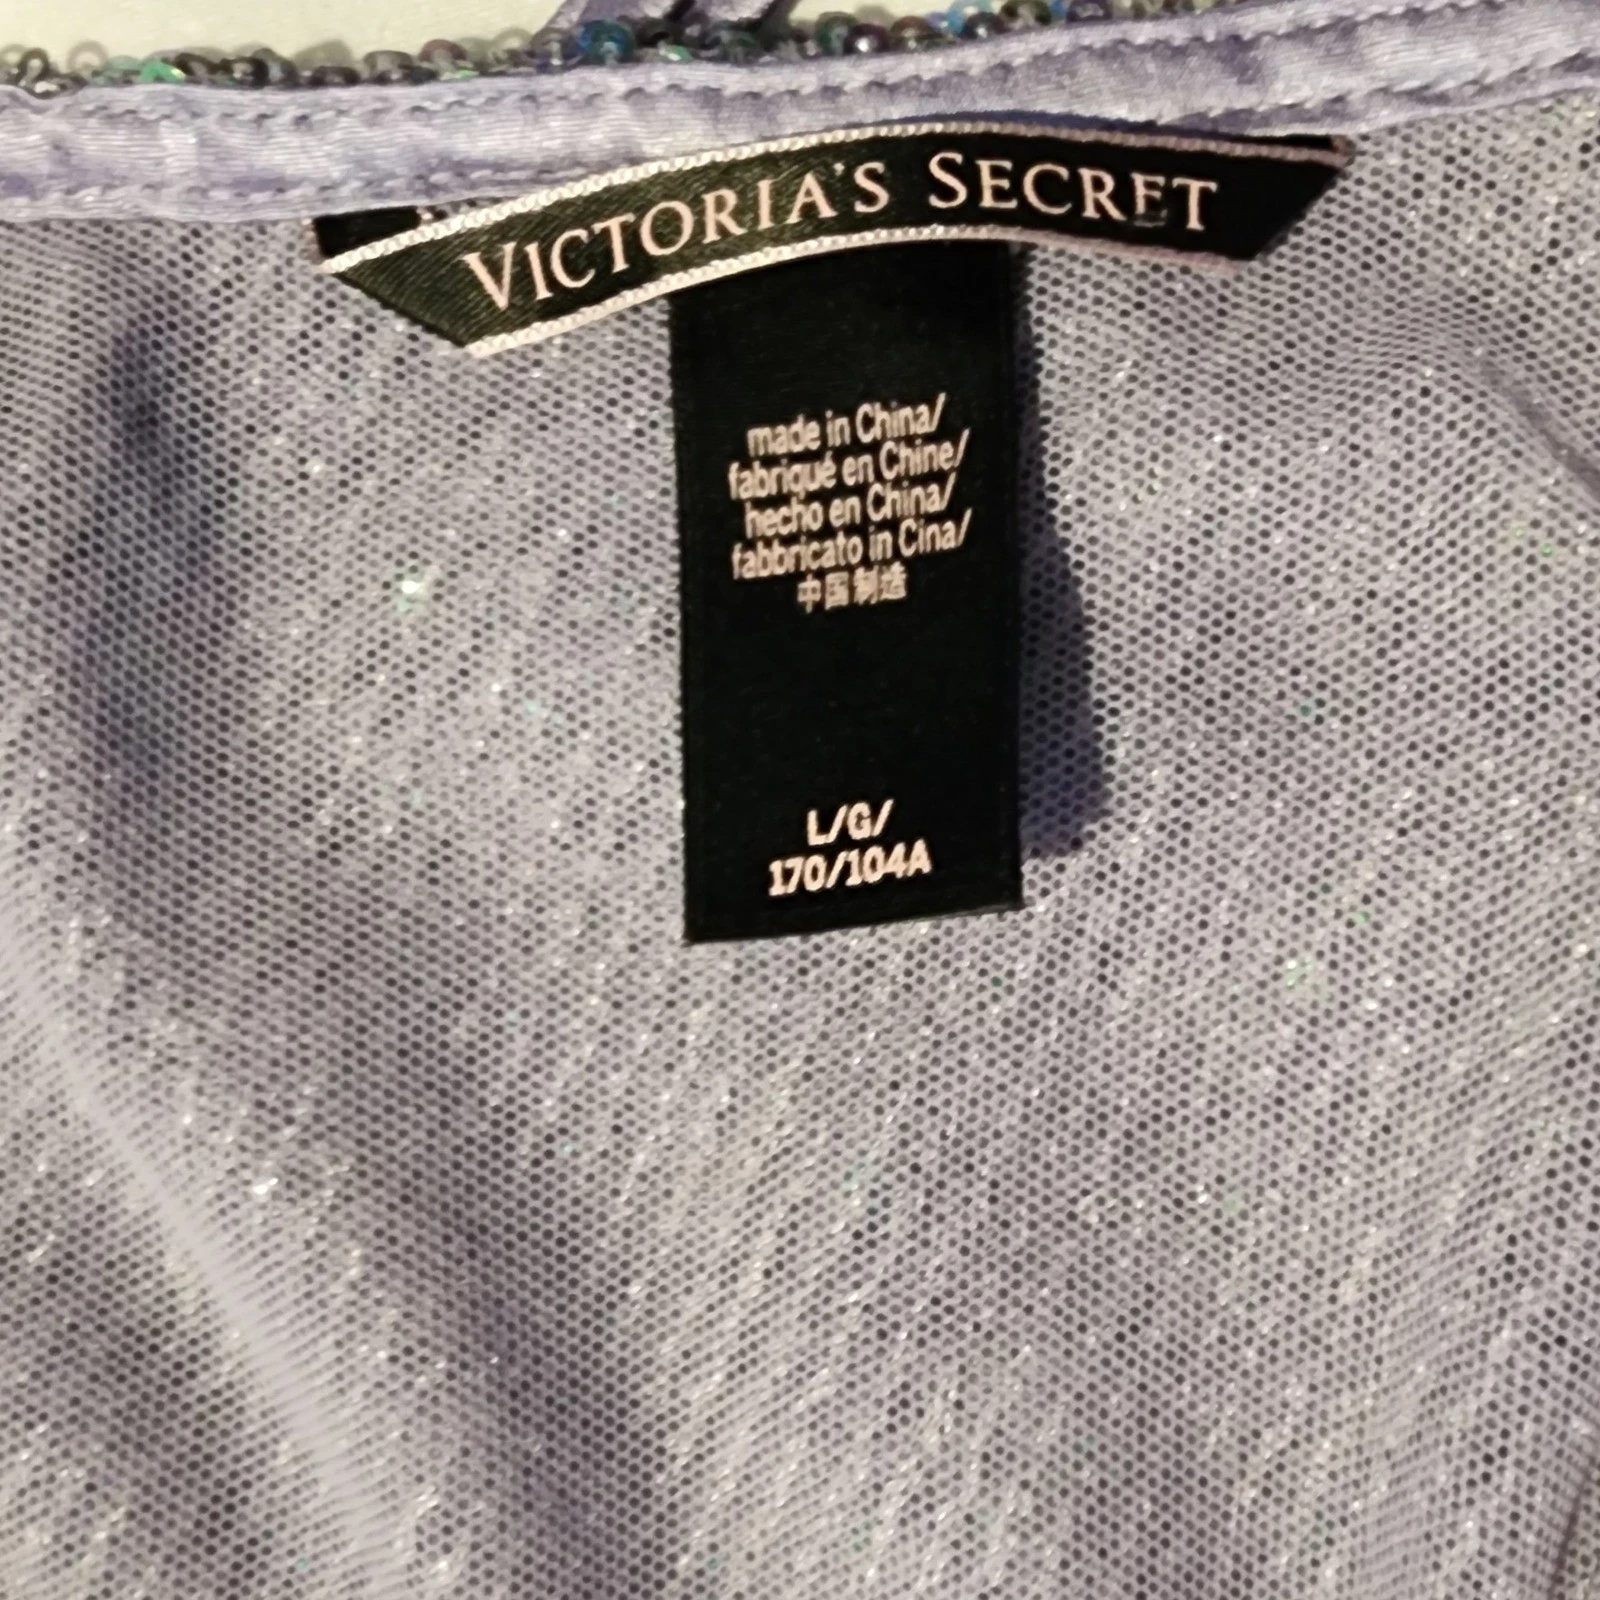 VICTORIA'S SECRET
made in China/
fabriqué en Chine/
hecho en China/
fabbricato in Cina/
中国制造
L/G/
170/104A